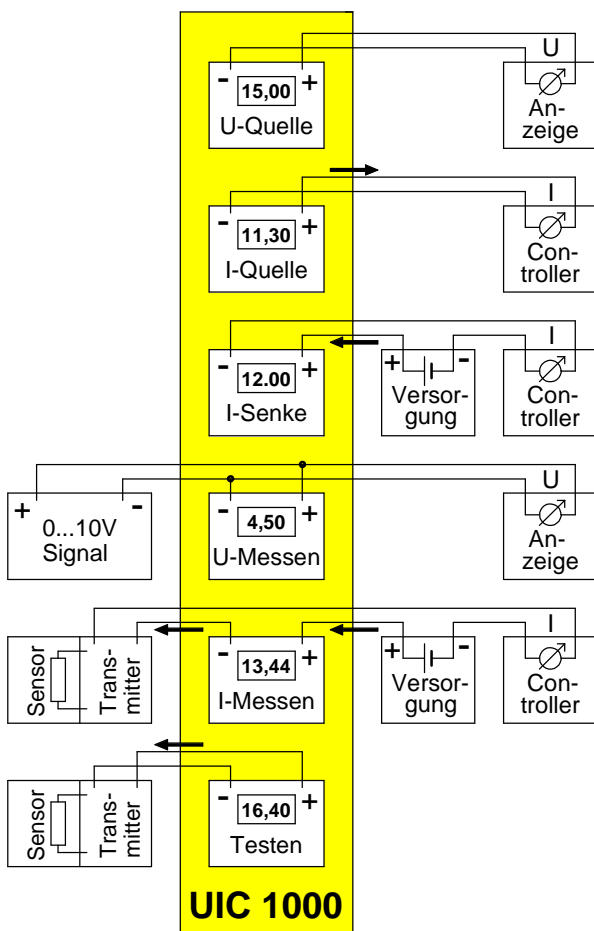 - 15,00 +
U-Quelle
U
An-
zeige
- 11,30 +
I-Quelle
I
Con-
troller
- 12.00 +
I-Senke
+ -
Versor-
gung
I
Con-
troller
+ -
0...10V
Signal
- 4,50 +
U-Messen
U
An-
zeige
Sensor
Trans-
mitter
- 13,44 +
I-Messen
+ -
Versor-
gung
I
Con-
troller
Sensor
Trans-
mitter
- 16,40 +
Testen
UIC 1000